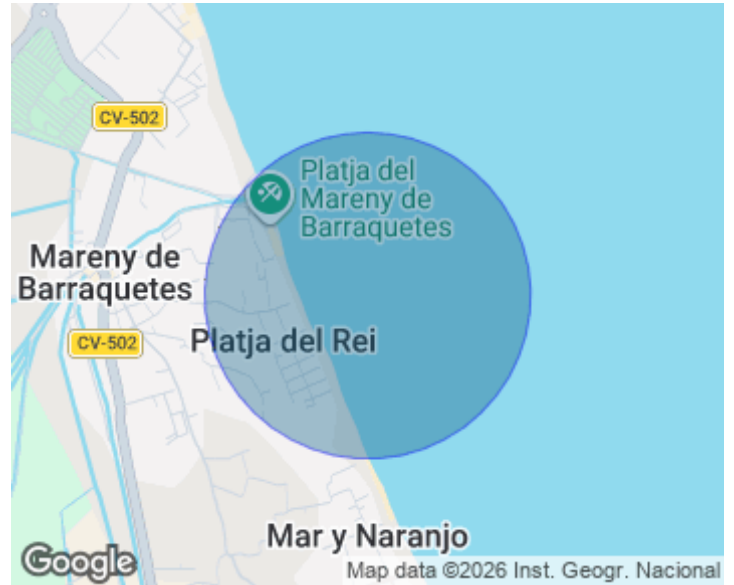 CV-502
Platja del
Mareny de
Barraquetes
Mareny de
Barraquetes
CV-502
Platja del Rei
Mar y Naranjo
Google
Map data ©2026 Inst. Geogr. Nacional